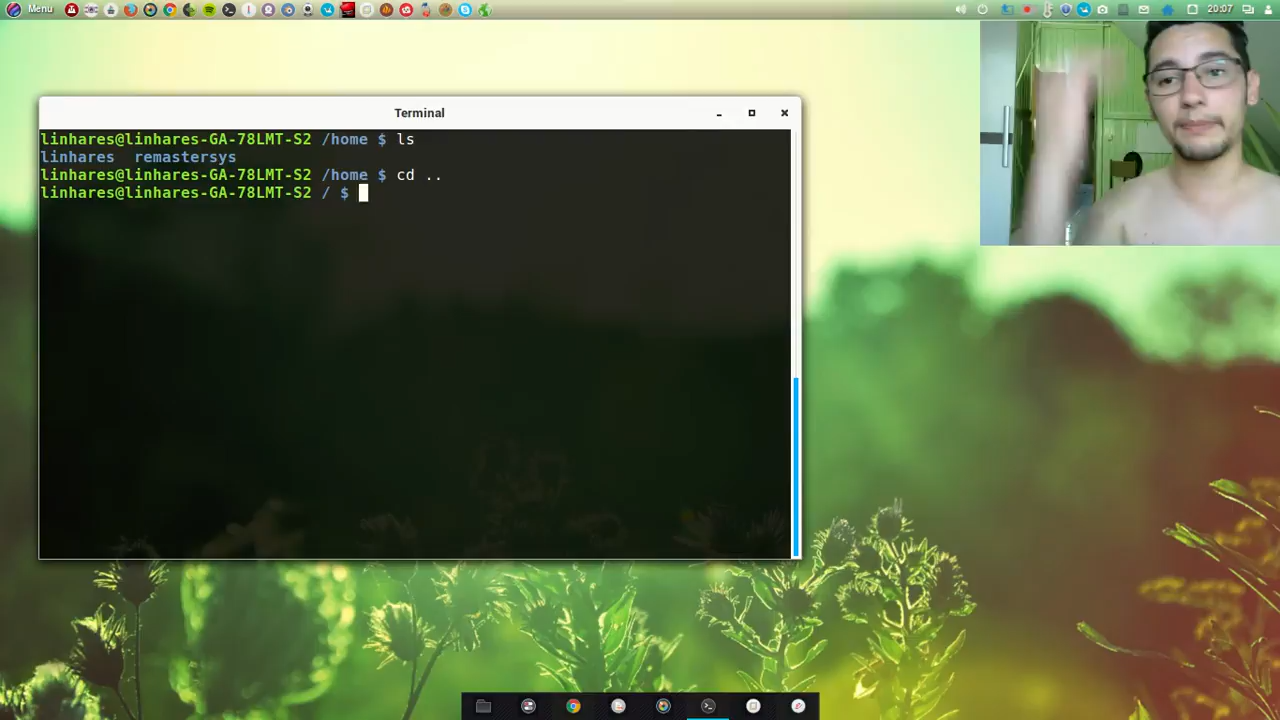 Menu
20:07
Terminal
linhares@linhares-GA-78LMT-S2 /home $ ls
linhares  remastersys
linhares@linhares-GA-78LMT-S2 /home $ cd ..
linhares@linhares-GA-78LMT-S2 / $